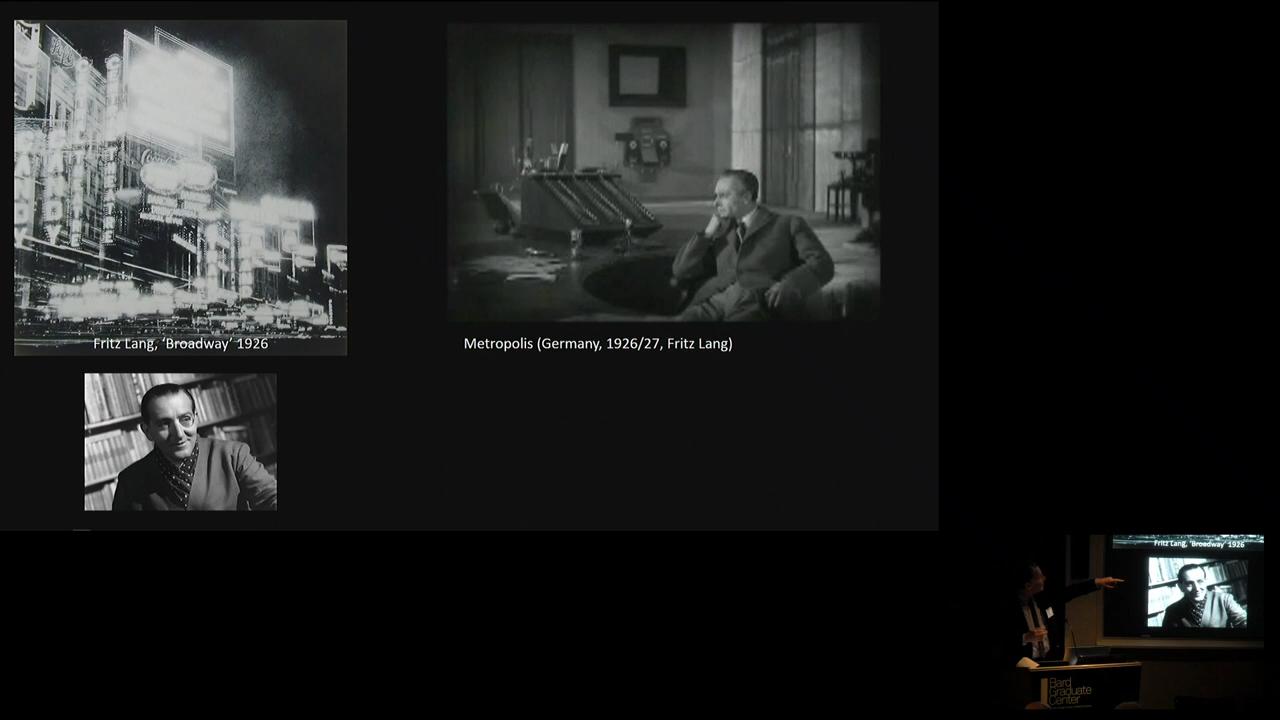 Fritz Lang, ‘Broadway’ 1926
Metropolis (Germany, 1926/27, Fritz Lang)
Fritz Lang, ‘Broadway’ 1926
Bard
Graduate
Center